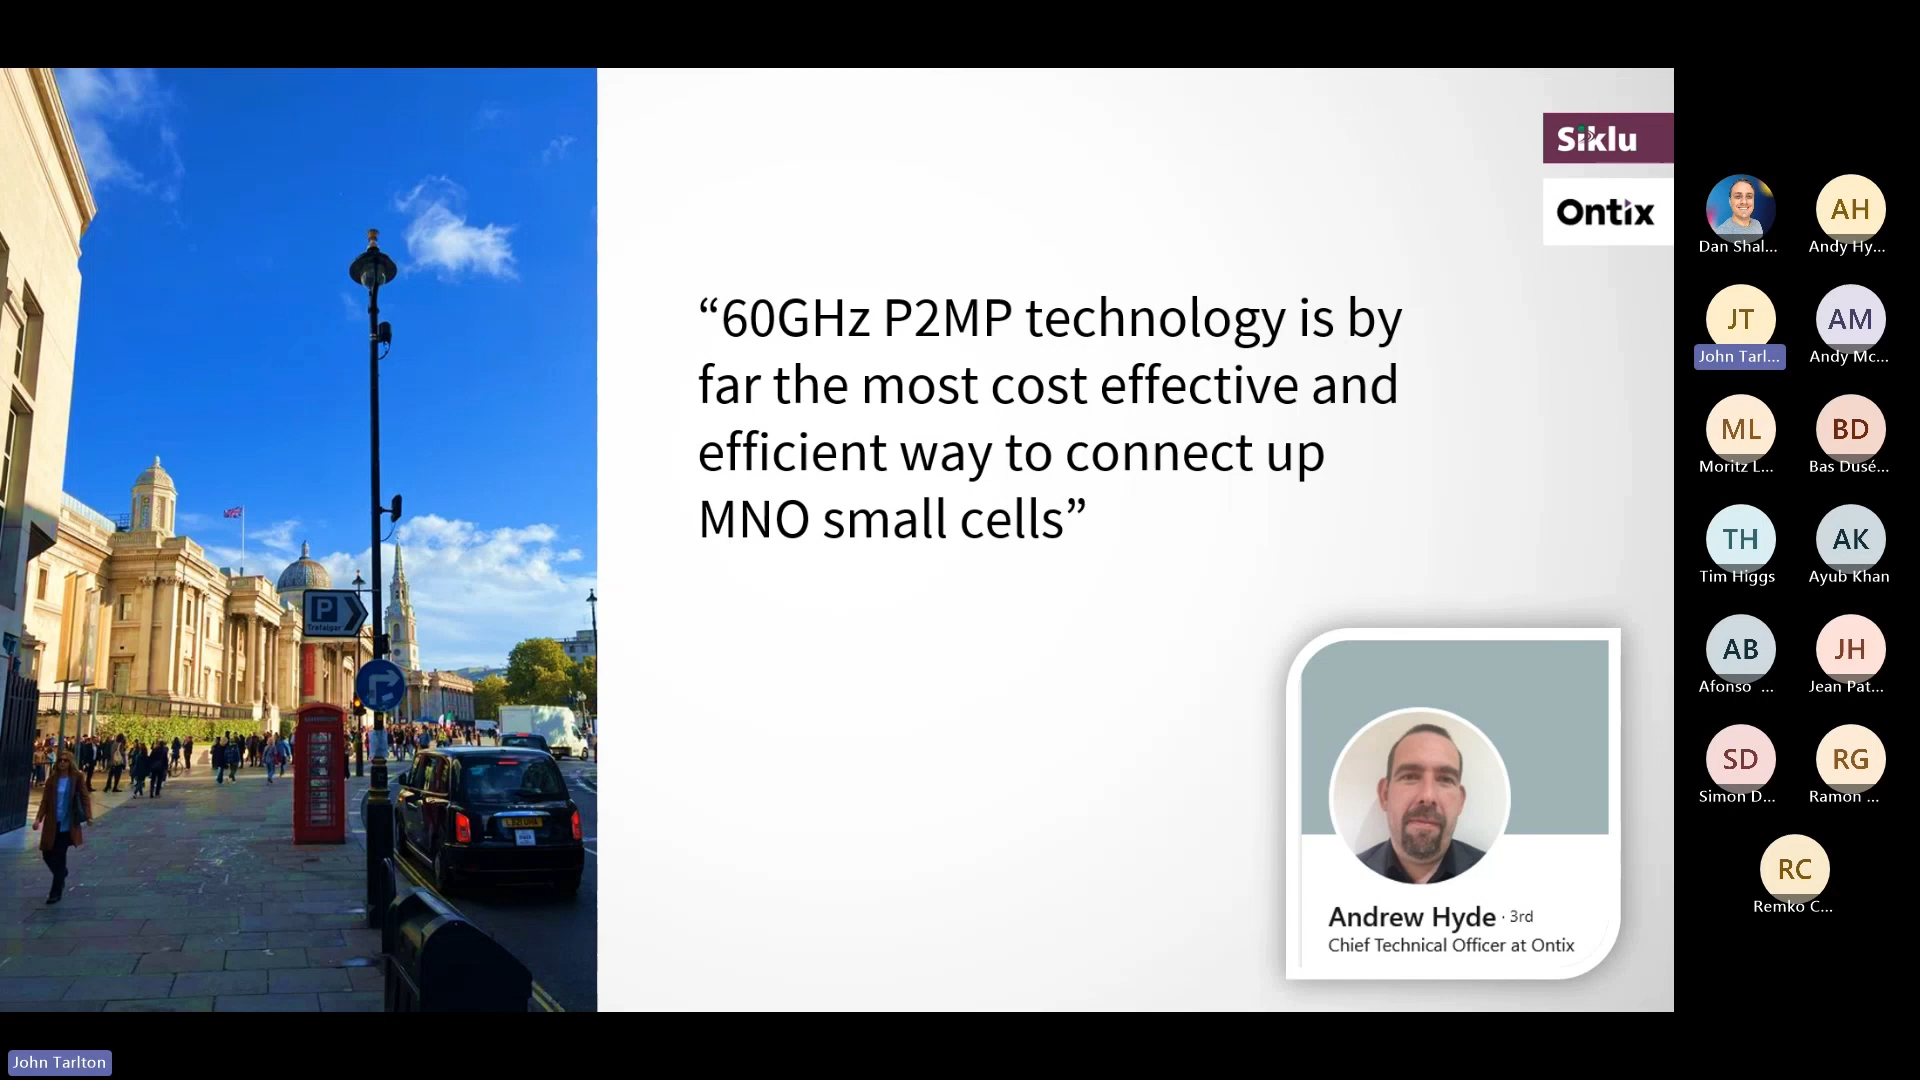 Siklu
Ontix
“60GHz P2MP technology is by
far the most cost effective and
efficient way to connect up
MNO small cells”
P
Trafalgar
Andrew Hyde · 3rd
Chief Technical Officer at Ontix
Dan Shal...
AH
Andy Hy...
JT
John Tarl...
AM
Andy Mc...
ML
Moritz L...
BD
Bas Dusé...
TH
Tim Higgs
AK
Ayub Khan
AB
Afonso ...
JH
Jean Pat...
SD
Simon D...
RG
Ramon ...
RC
Remko C...
John Tarlton